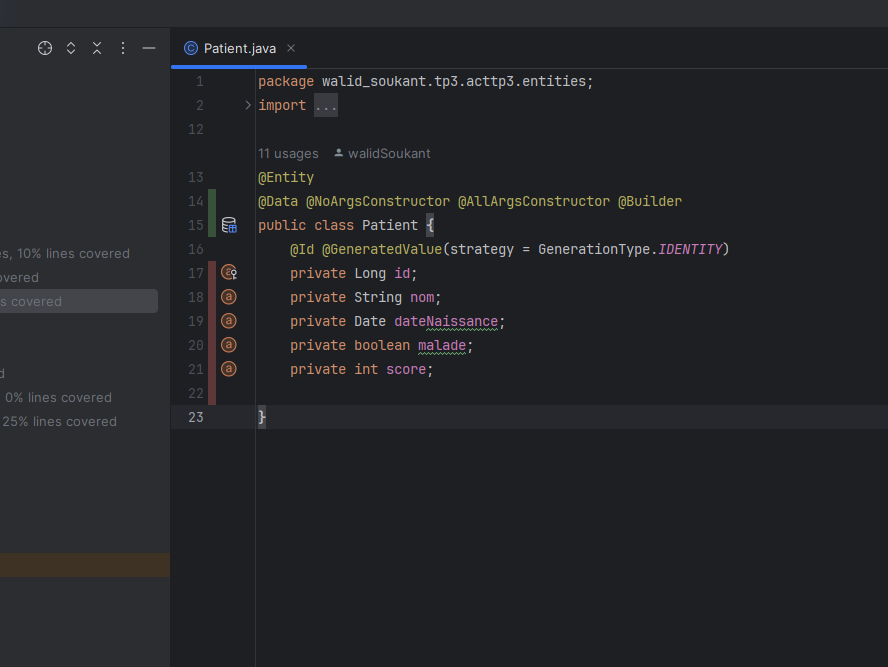 Patient.java
1 package walid_soukant.tp3.acttp3.entities;
2 import ...
12
11 usages walidSoukant
13 @Entity
14 @Data @NoArgsConstructor @AllArgsConstructor @Builder
15 public class Patient {
16 @Id @GeneratedValue(strategy = GenerationType.IDENTITY)
17 private Long id;
18 private String nom;
19 private Date dateNaissance;
20 private boolean malade;
21 private int score;
22
23 }
10% lines covered
covered
0% lines covered
25% lines covered